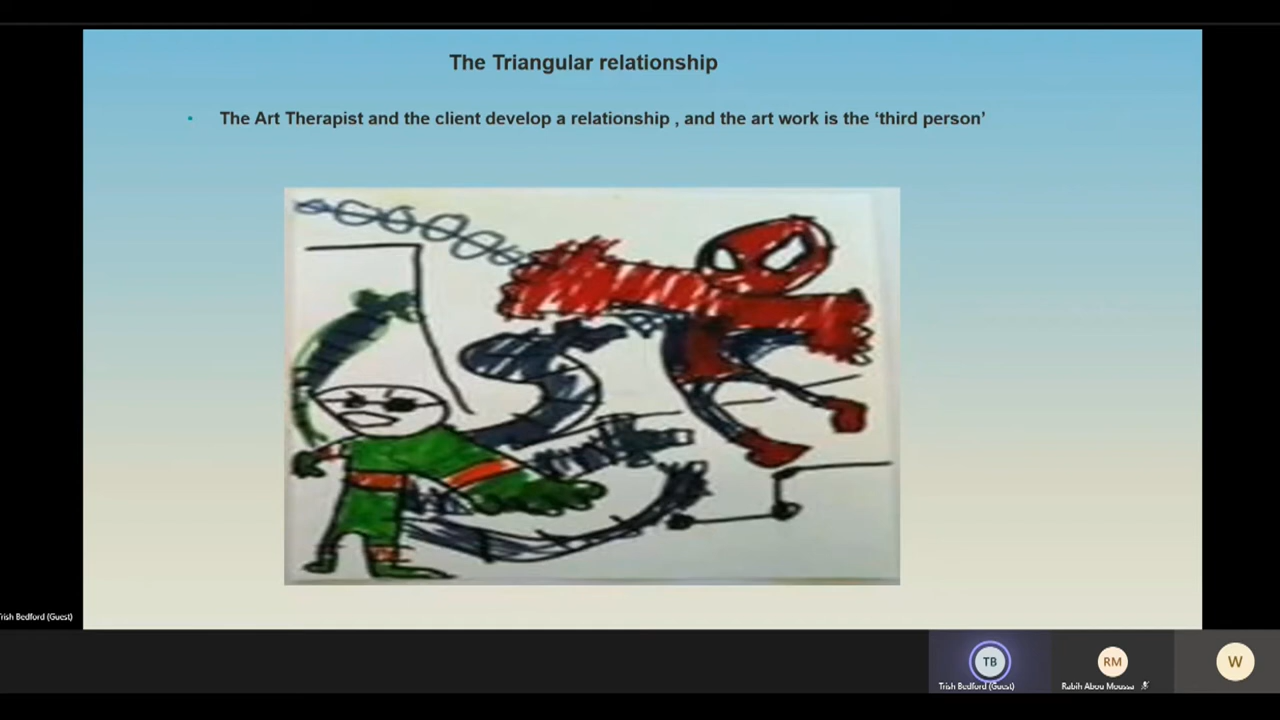 The Triangular relationship
• The Art Therapist and the client develop a relationship , and the art work is the ‘third person’
Trish Bedford (Guest)
TB
Trish Bedford (Guest)
RM
Rabih Abou Moussa
W